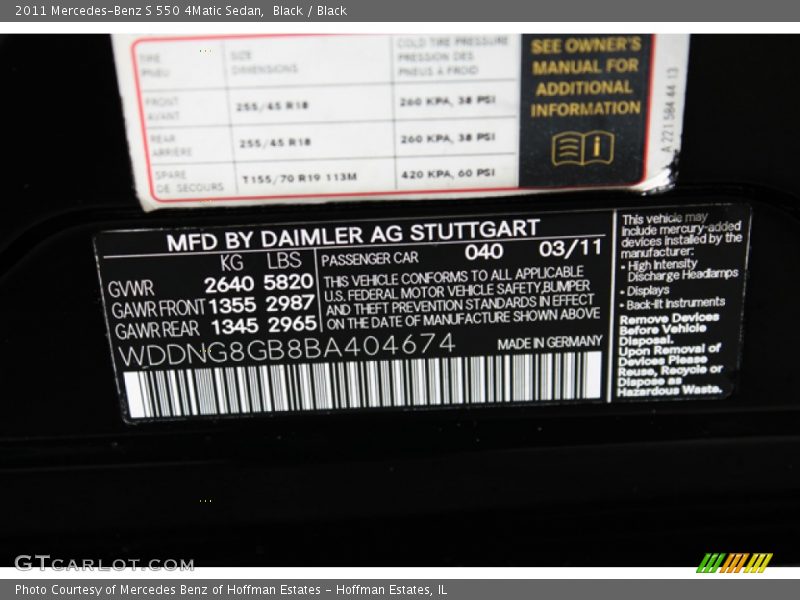 2011 Mercedes-Benz S 550 4Matic Sedan, Black / Black
TIRE SIZE COLD TIRE PRESSURE
PNEU DIMENSIONS PRESSION DES
PNEUS A FROID
FRONT 255/45 R18 260 KPA, 38 PSI
AVANT
REAR 255/45 R18 260 KPA, 38 PSI
ARRIÈRE
SPARE T155/70 R19 113M 420 KPA, 60 PSI
DE SECOURS
SEE OWNER'S
MANUAL FOR
ADDITIONAL
INFORMATION
A 221 584 44 13
MFD BY DAIMLER AG STUTTGART
KG LBS
GVWR 2640 5820
GAWR FRONT 1355 2987
GAWR REAR 1345 2965
PASSENGER CAR 040 03/11
THIS VEHICLE CONFORMS TO ALL APPLICABLE
U.S. FEDERAL MOTOR VEHICLE SAFETY,BUMPER
AND THEFT PREVENTION STANDARDS IN EFFECT
ON THE DATE OF MANUFACTURE SHOWN ABOVE
WDDNG8GB8BA404674 MADE IN GERMANY
This vehicle may
include mercury-added
devices installed by the
manufacturer:
• High Intensity
Discharge Headlamps
• Displays
• Back-lit Instruments
Remove Devices
Before Vehicle
Disposal.
Upon Removal of
Devices Please
Reuse, Recycle or
Dispose as
Hazardous Waste.
GTCARLOT.COM
Photo Courtesy of Mercedes Benz of Hoffman Estates - Hoffman Estates, IL